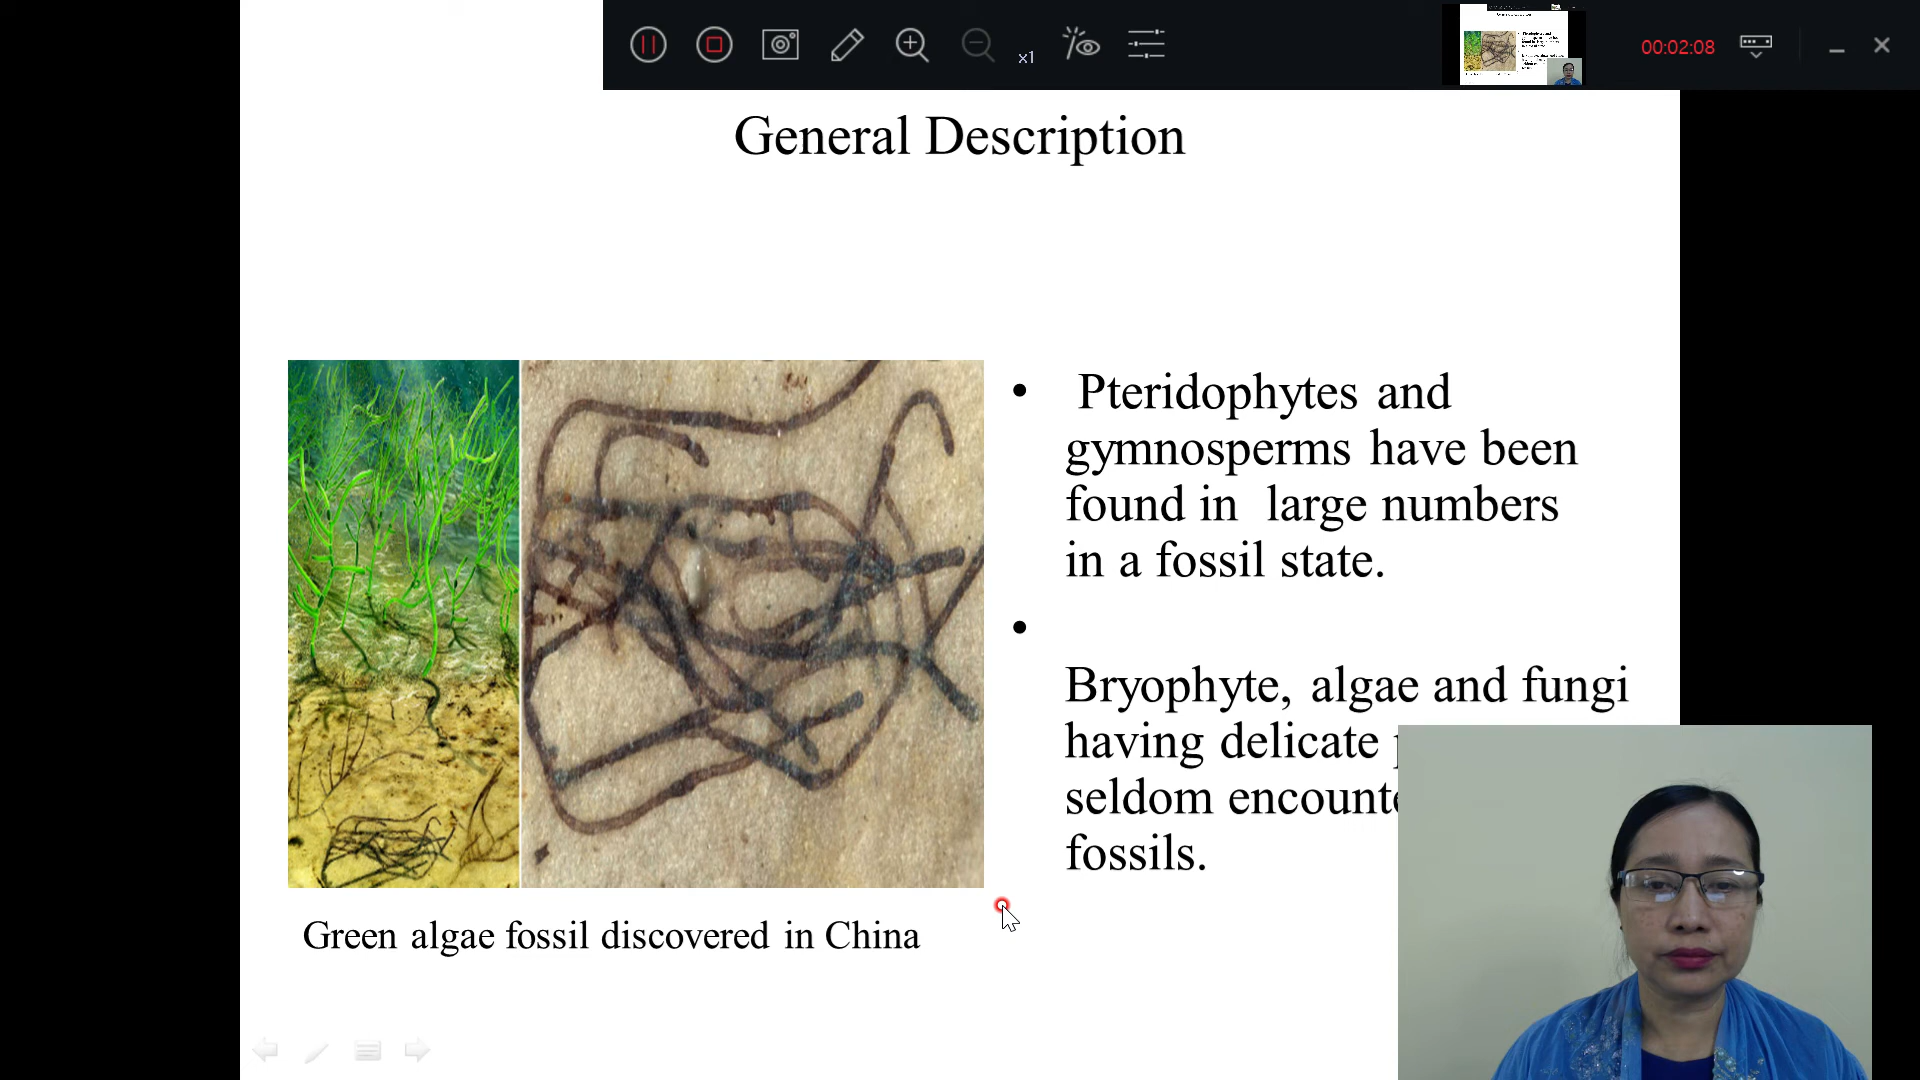 x1
00:02:08
General Description
• Pteridophytes and
gymnosperms have been
found in large numbers
in a fossil state.
•
Bryophyte, algae and fungi
having delicate
seldom
fossils.
Green algae fossil discovered in China